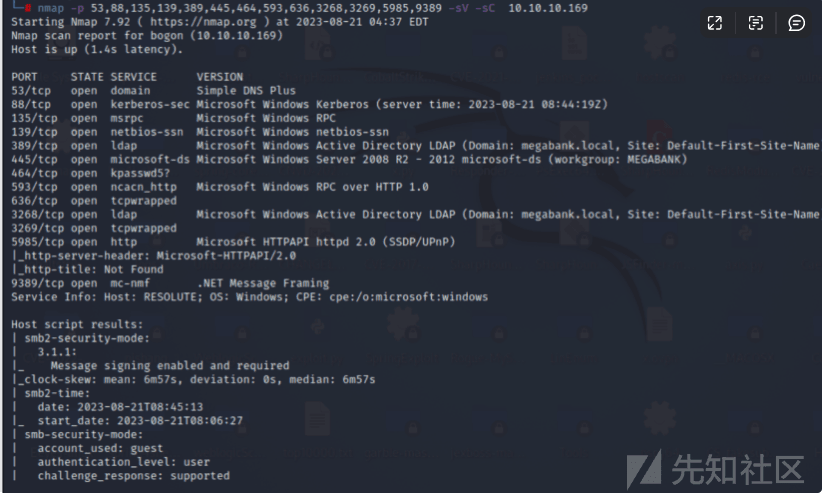 nmap -p 53,88,135,139,389,445,464,593,636,3268,3269,5985,9389 -sV -sC 10.10.10.169
Starting Nmap 7.92 ( https://nmap.org ) at 2023-08-21 04:37 EDT
Nmap scan report for bogon (10.10.10.169)
Host is up (1.4s latency).
PORT STATE SERVICE VERSION
53/tcp open domain Simple DNS Plus
88/tcp open kerberos-sec Microsoft Windows Kerberos (server time: 2023-08-21 08:44:19Z)
135/tcp open msrpc Microsoft Windows RPC
139/tcp open netbios-ssn Microsoft Windows netbios-ssn
389/tcp open ldap Microsoft Windows Active Directory LDAP (Domain: megabank.local, Site: Default-First-Site-Name
445/tcp open microsoft-ds Microsoft Windows Server 2008 R2 - 2012 microsoft-ds (workgroup: MEGABANK)
464/tcp open kpasswd5?
593/tcp open ncacn_http Microsoft Windows RPC over HTTP 1.0
636/tcp open tcpwrapped
3268/tcp open ldap Microsoft Windows Active Directory LDAP (Domain: megabank.local, Site: Default-First-Site-Name
3269/tcp open tcpwrapped
5985/tcp open http Microsoft HTTPAPI httpd 2.0 (SSDP/UPnP)
|_http-server-header: Microsoft-HTTPAPI/2.0
|_http-title: Not Found
9389/tcp open mc-nmf .NET Message Framing
Service Info: Host: RESOLUTE; OS: Windows; CPE: cpe:/o:microsoft:windows
Host script results:
| smb2-security-mode:
| 3.1.1:
|_ Message signing enabled and required
|_clock-skew: mean: 6m57s, deviation: 0s, median: 6m57s
| smb2-time:
| date: 2023-08-21T08:45:13
|_ start_date: 2023-08-21T08:06:27
| smb-security-mode:
| account_used: guest
| authentication_level: user
| challenge_response: supported
先知社区